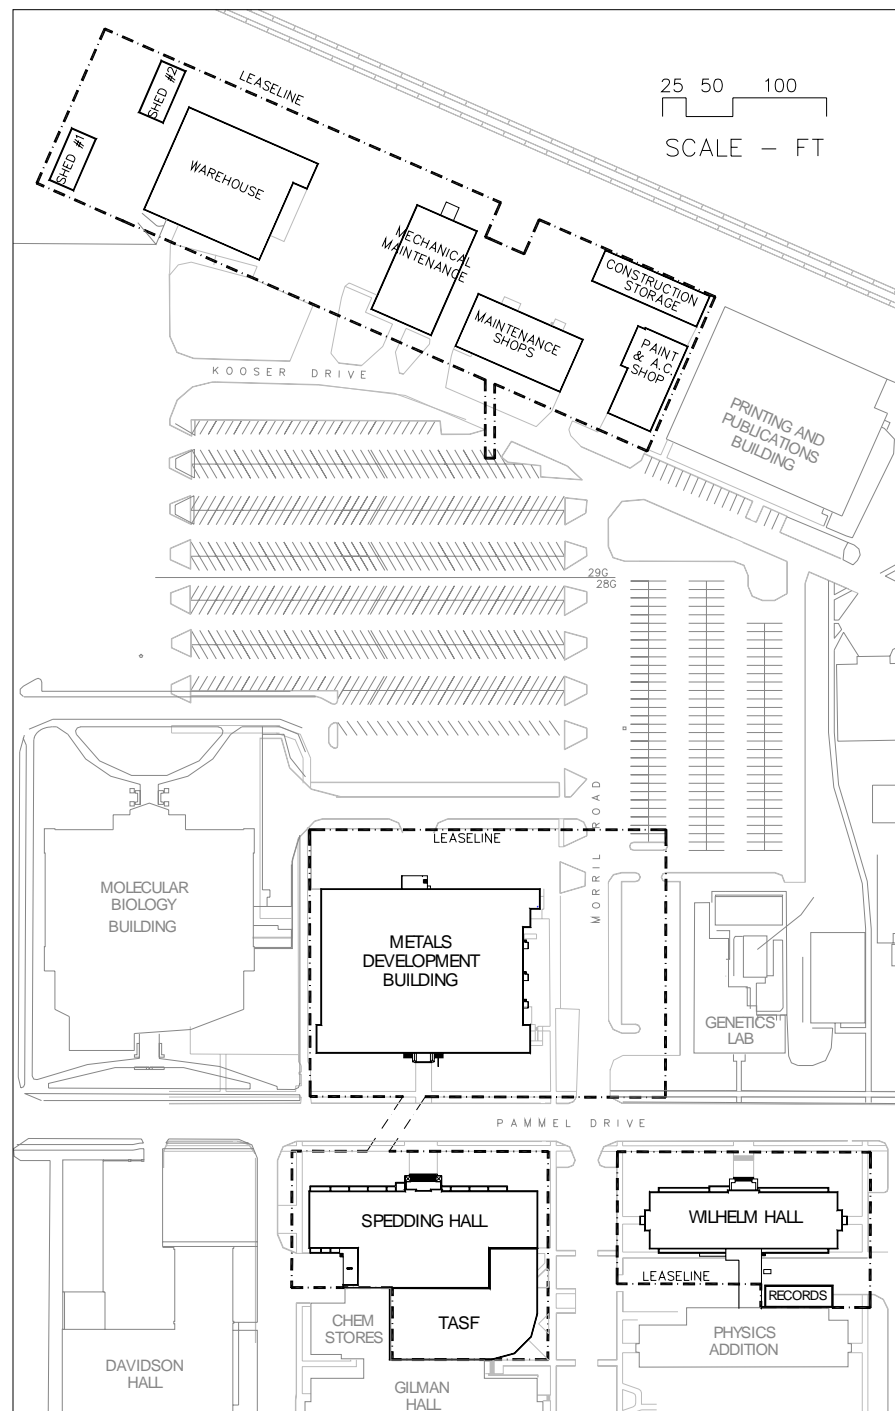 SHED #2
LEASELINE
25 50 100
SCALE - FT
SHED #1
WAREHOUSE
MECHANICAL
MAINTENANCE
CONSTRUCTION
STORAGE
MAINTENANCE
SHOPS
PAINT
& A.C.
SHOP
KOOSER DRIVE
PRINTING AND
PUBLICATIONS
BUILDING
29G
28G
MORRIL ROAD
LEASELINE
MOLECULAR
BIOLOGY
BUILDING
METALS
DEVELOPMENT
BUILDING
GENETICS
LAB
PAMMEL DRIVE
SPEDDING HALL
WILHELM HALL
LEASELINE
RECORDS
CHEM
STORES
TASF
PHYSICS
ADDITION
DAVIDSON
HALL
GILMAN
HALL